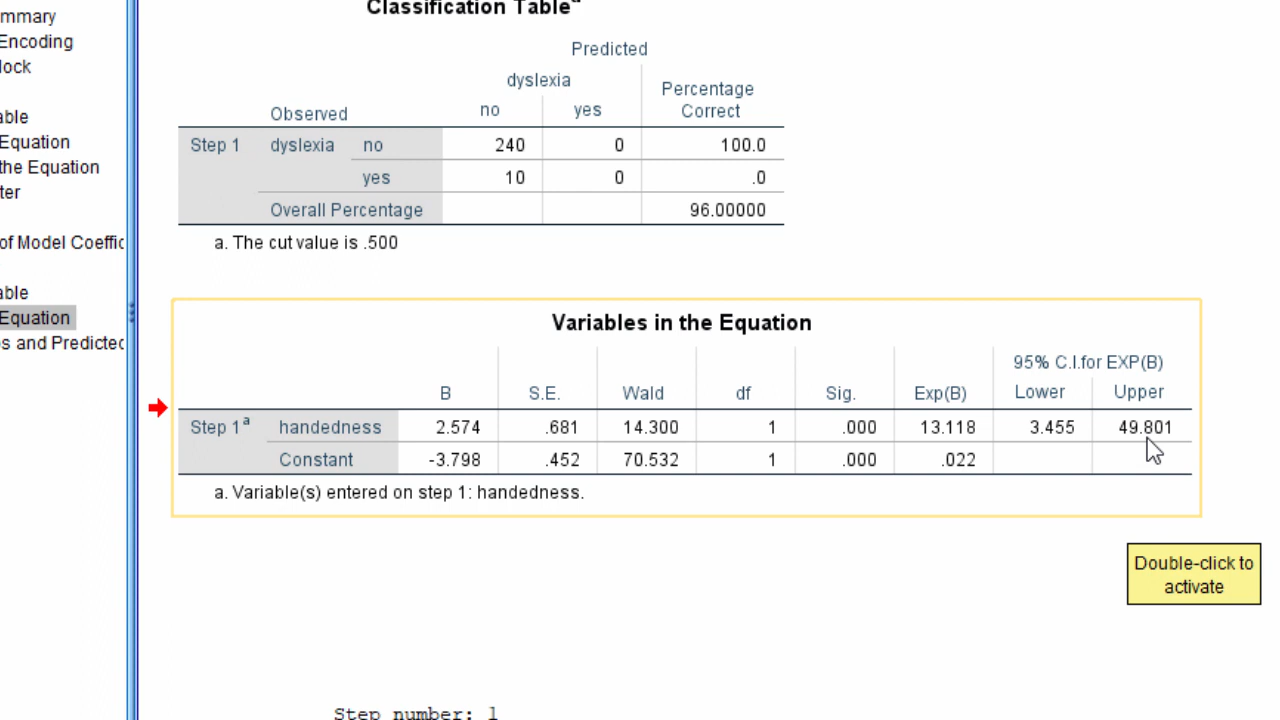 mmary
Encoding
lock
able
Equation
the Equation
ter
of Model Coeffic
able
Equation
s and Predicted
Classification Tableᵃ
Predicted
dyslexia
Percentage
Correct
Observed no yes
Step 1 dyslexia no 240 0 100.0
yes 10 0 .0
Overall Percentage 96.00000
a. The cut value is .500
Variables in the Equation
95% C.I.for EXP(B)
B S.E. Wald df Sig. Exp(B) Lower Upper
Step 1ᵃ handedness 2.574 .681 14.300 1 .000 13.118 3.455 49.801
Constant -3.798 .452 70.532 1 .000 .022
a. Variable(s) entered on step 1: handedness.
Double-click to
activate
Step number: 1